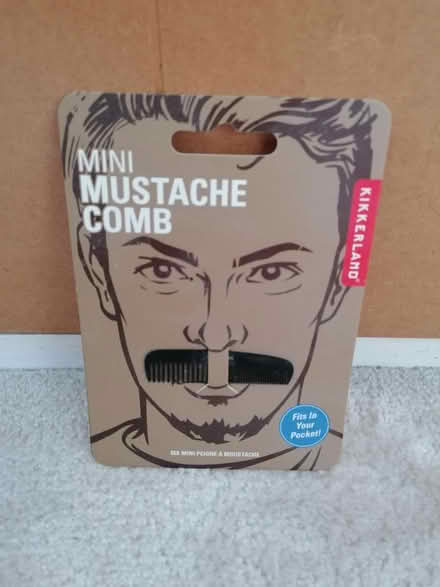 MINI
MUSTACHE
COMB
KIKKERLAND®
Fits In
Your
Pocket!
MINI PEIGNE À MOUSTACHE